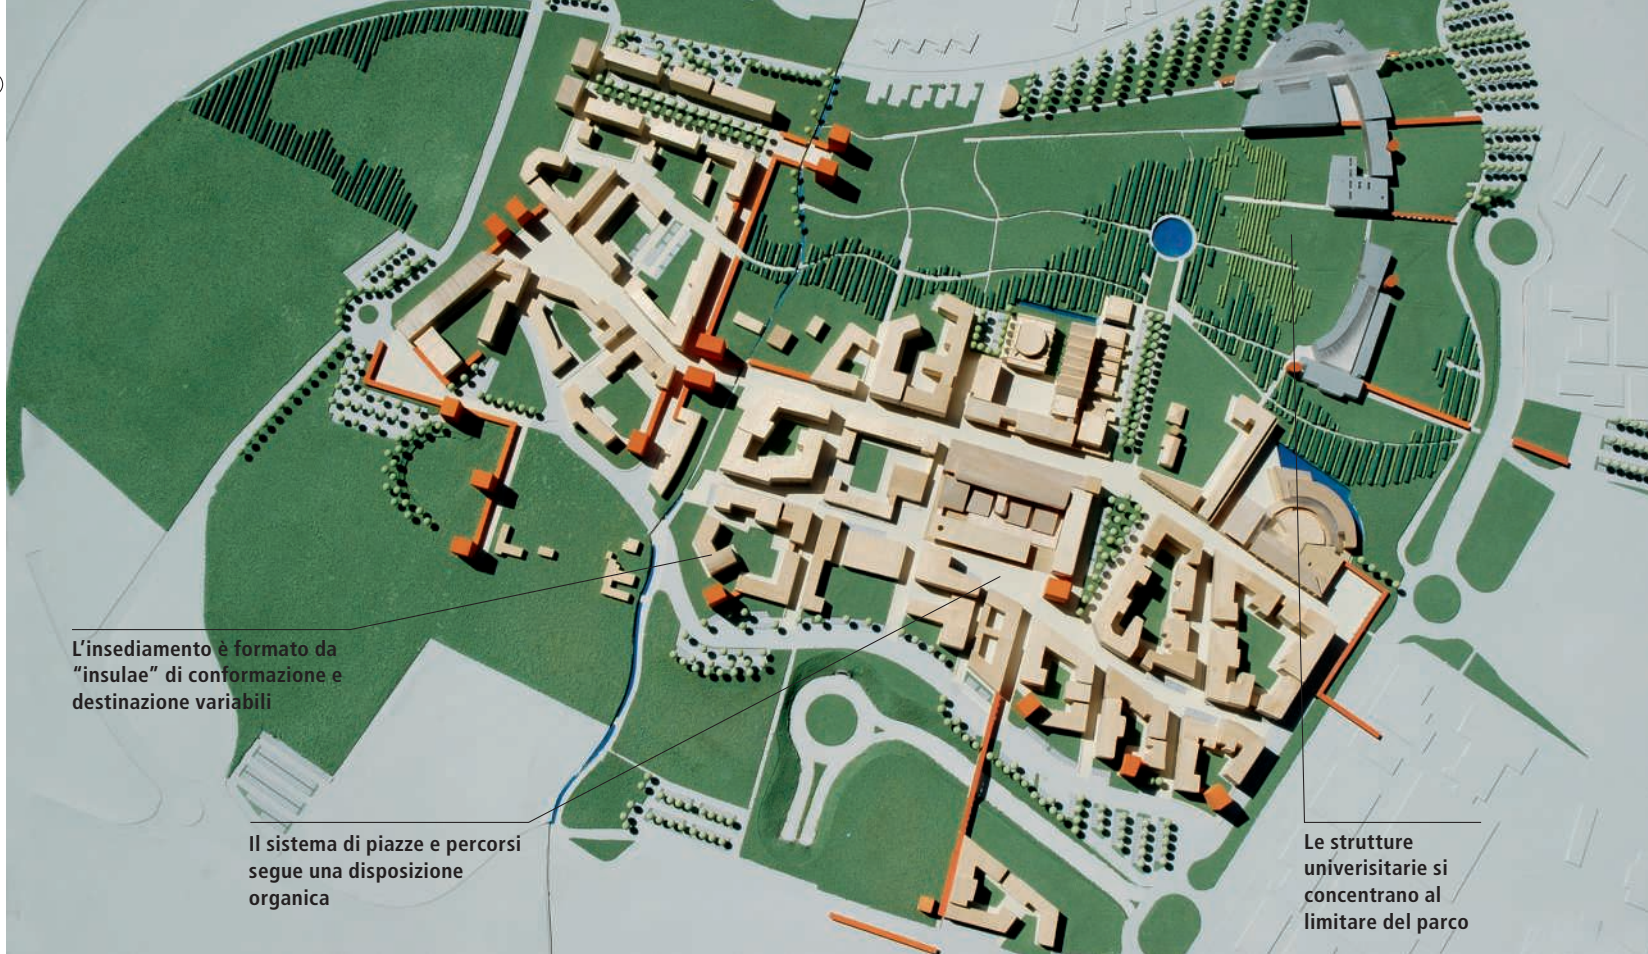 L'insediamento è formato da
“insulae” di conformazione e
destinazione variabili
Il sistema di piazze e percorsi
segue una disposizione
organica
Le strutture
univerisitarie si
concentrano al
limitare del parco